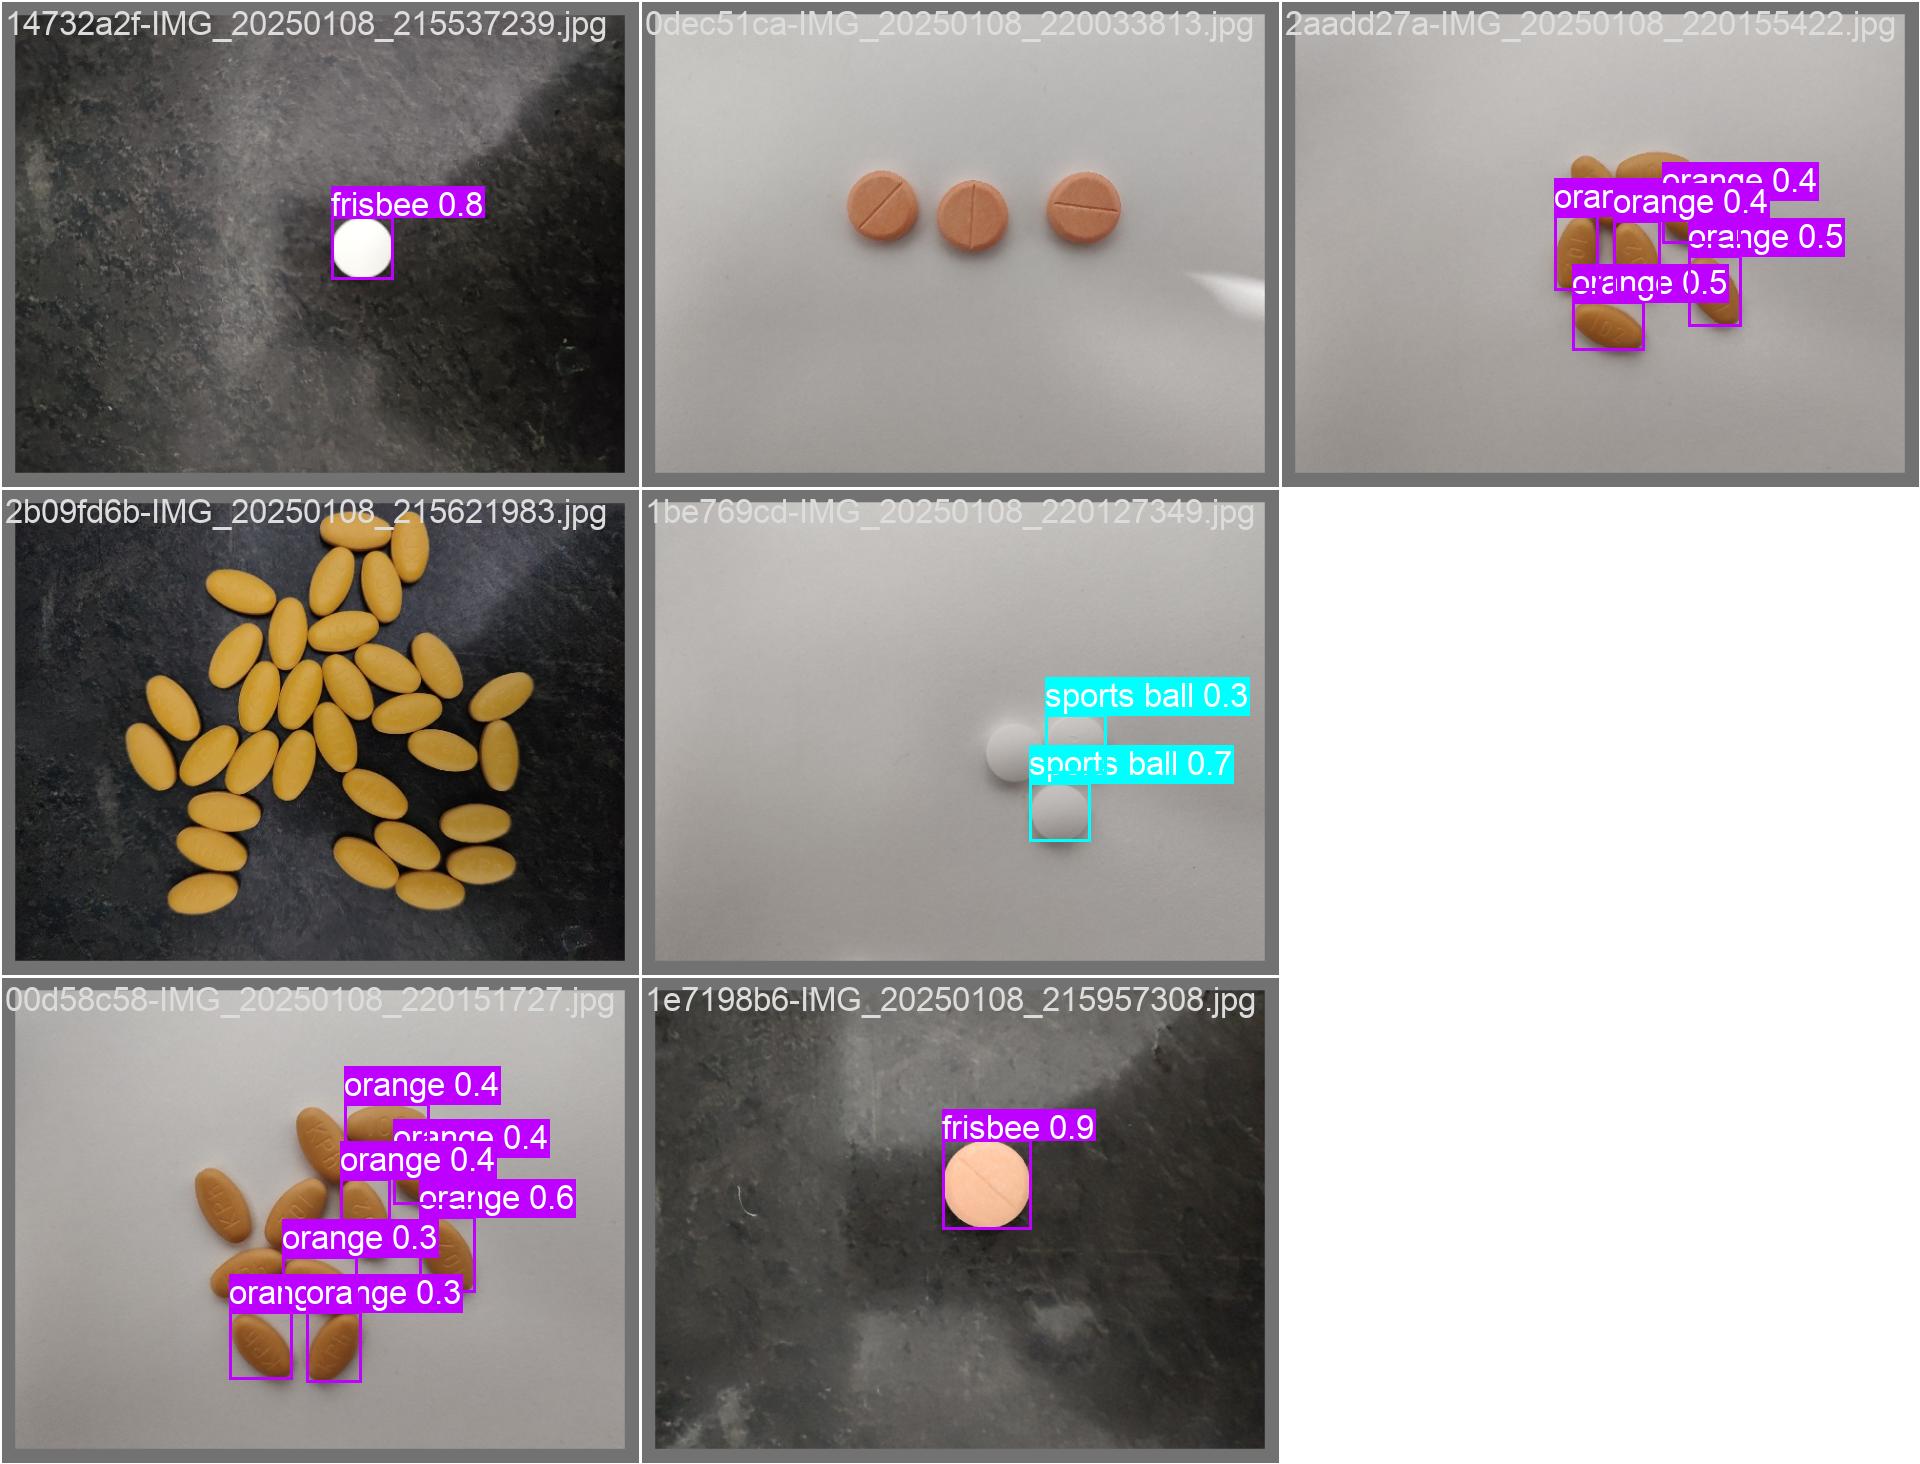 14732a2f-IMG_20250108_215537239.jpg
0dec51ca-IMG_20250108_220033813.jpg
2aadd27a-IMG_20250108_220155422.jpg
frisbee 0.8
orange 0.4
orange 0.4
orange 0.5
orange 0.5
102
2b09fd6b-IMG_20250108_215621983.jpg
1be769cd-IMG_20250108_220127349.jpg
sports ball 0.3
sports ball 0.7
00d58c58-IMG_20250108_220151727.jpg
1e7198b6-IMG_20250108_215957308.jpg
orange 0.4
orange 0.4
orange 0.4
orange 0.6
orange 0.3
orange 0.3
frisbee 0.9
KPh
KPh